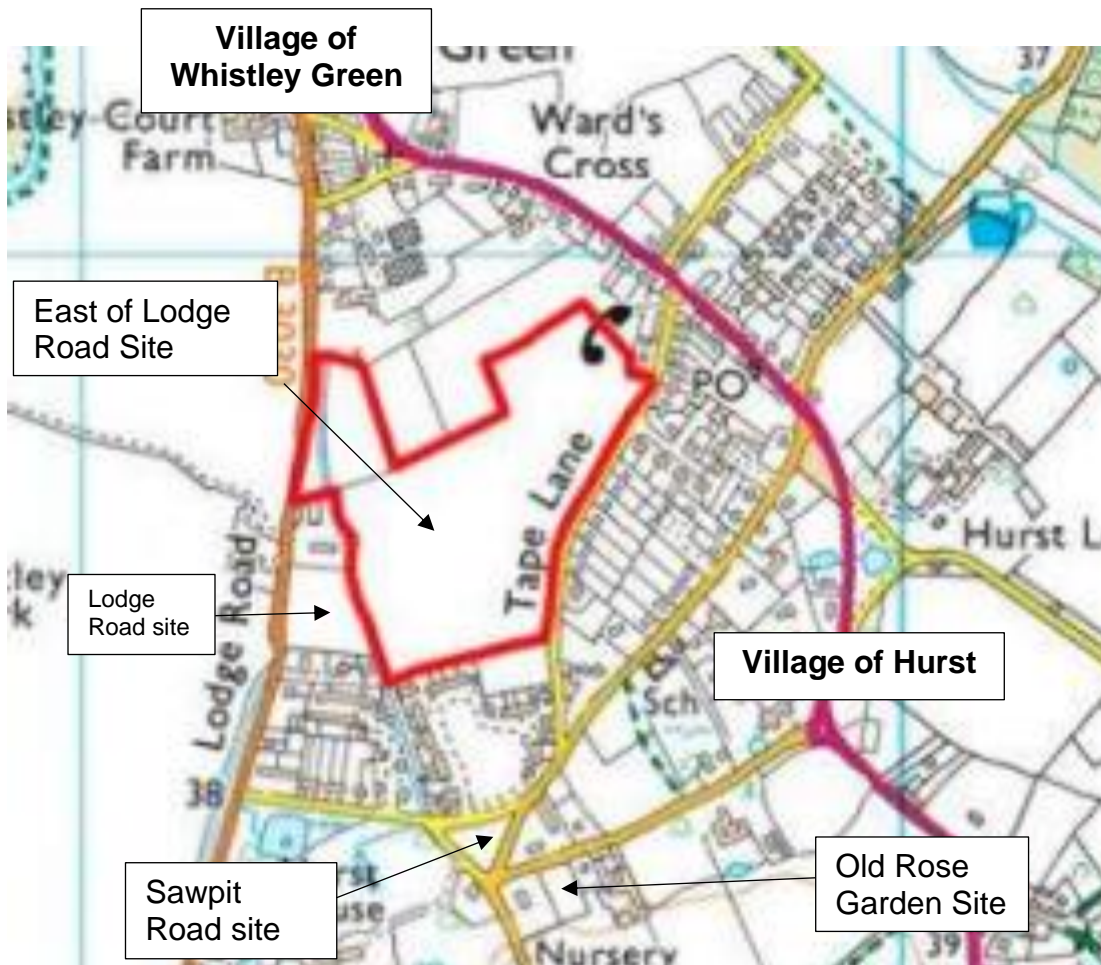 Village of
Whistley Green
Green
Farm
Ward's
Cross
37
East of Lodge
Road Site
PO
Tape Lane
Hurst L
Lodge Road
Lodge
Road site
Village of Hurst
Sch
38
Sawpit
Road site
Old Rose
Garden Site
Nursery
39